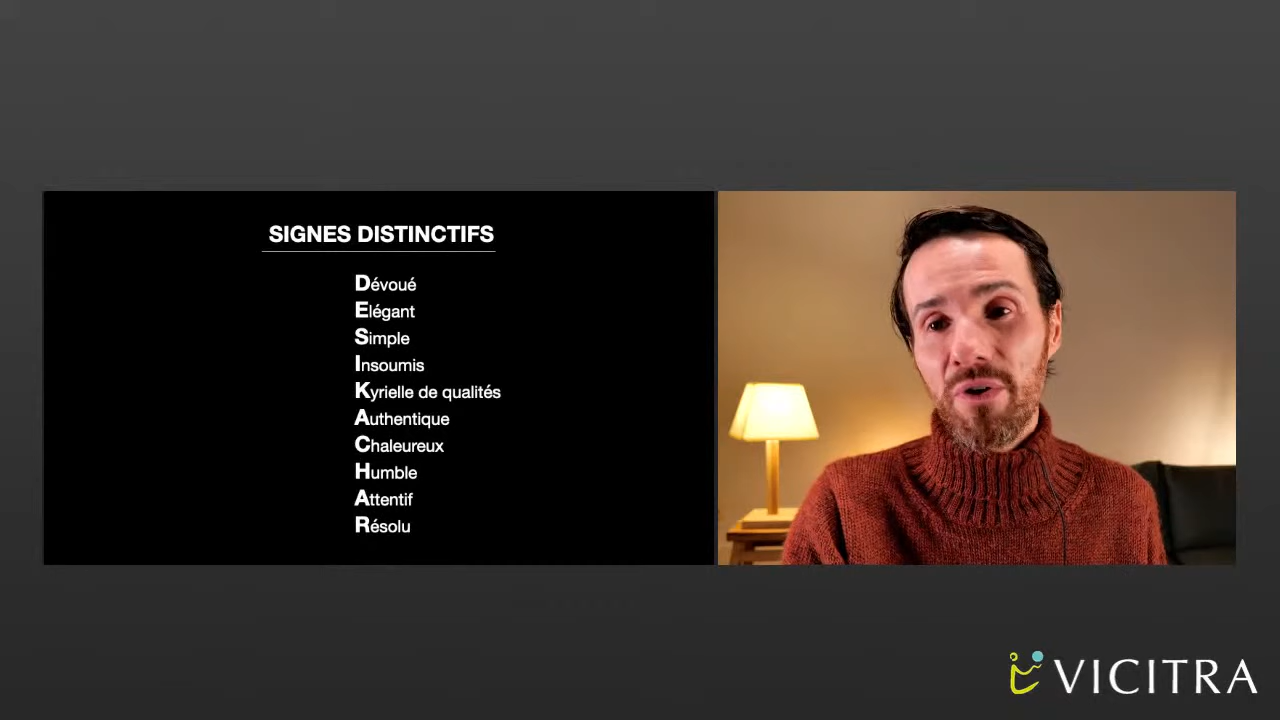 SIGNES DISTINCTIFS
Dévoué
Elégant
Simple
Insoumis
Kyrielle de qualités
Authentique
Chaleureux
Humble
Attentif
Résolu
VICITRA